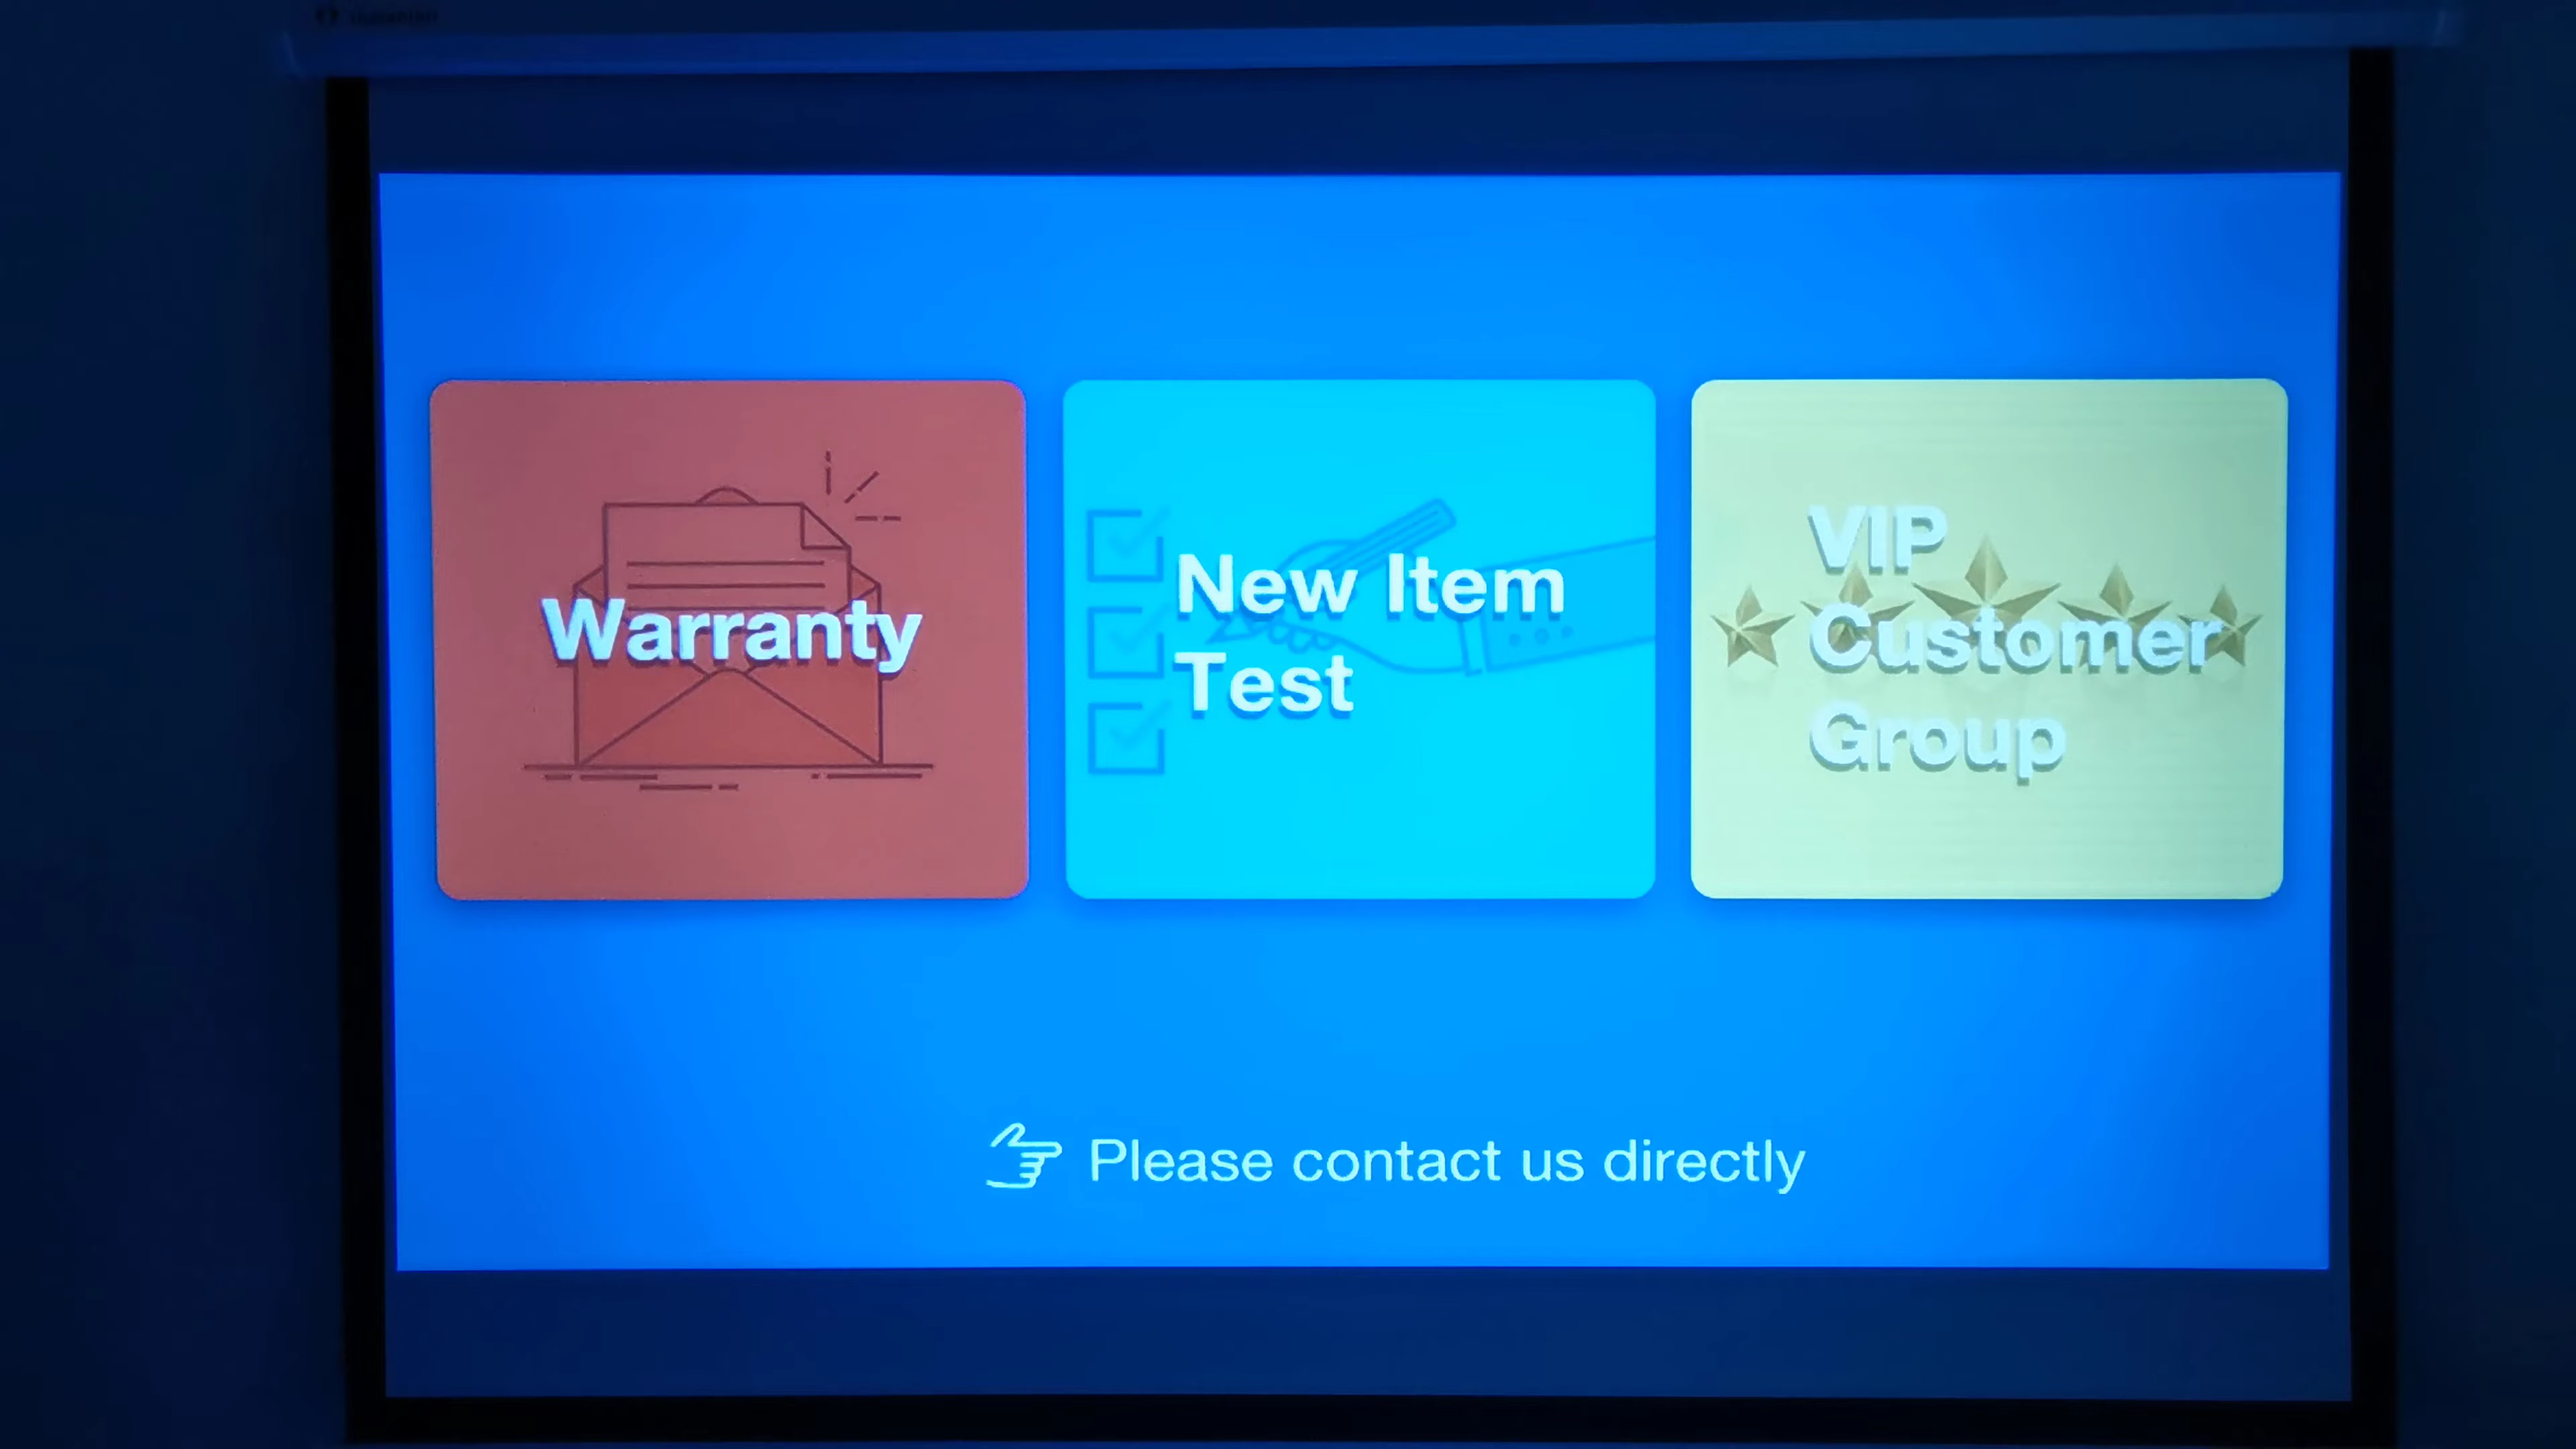 Warranty
New Item
Test
VIP
Customer
Group
Please contact us directly